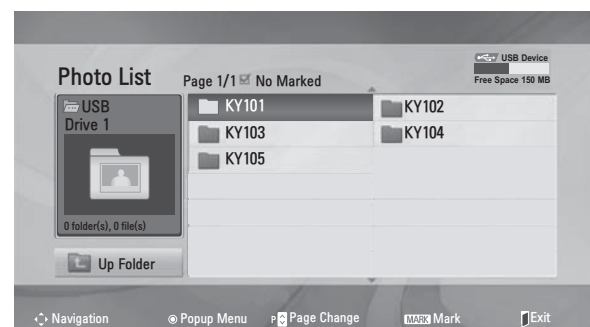 USB Device
Photo List
Page 1/1 No Marked
Free Space 150 MB
USB
Drive 1
0 folder(s), 0 file(s)
KY101
KY102
KY103
KY104
KY105
Up Folder
Navigation
Popup Menu
P Page Change
MARK Mark
Exit